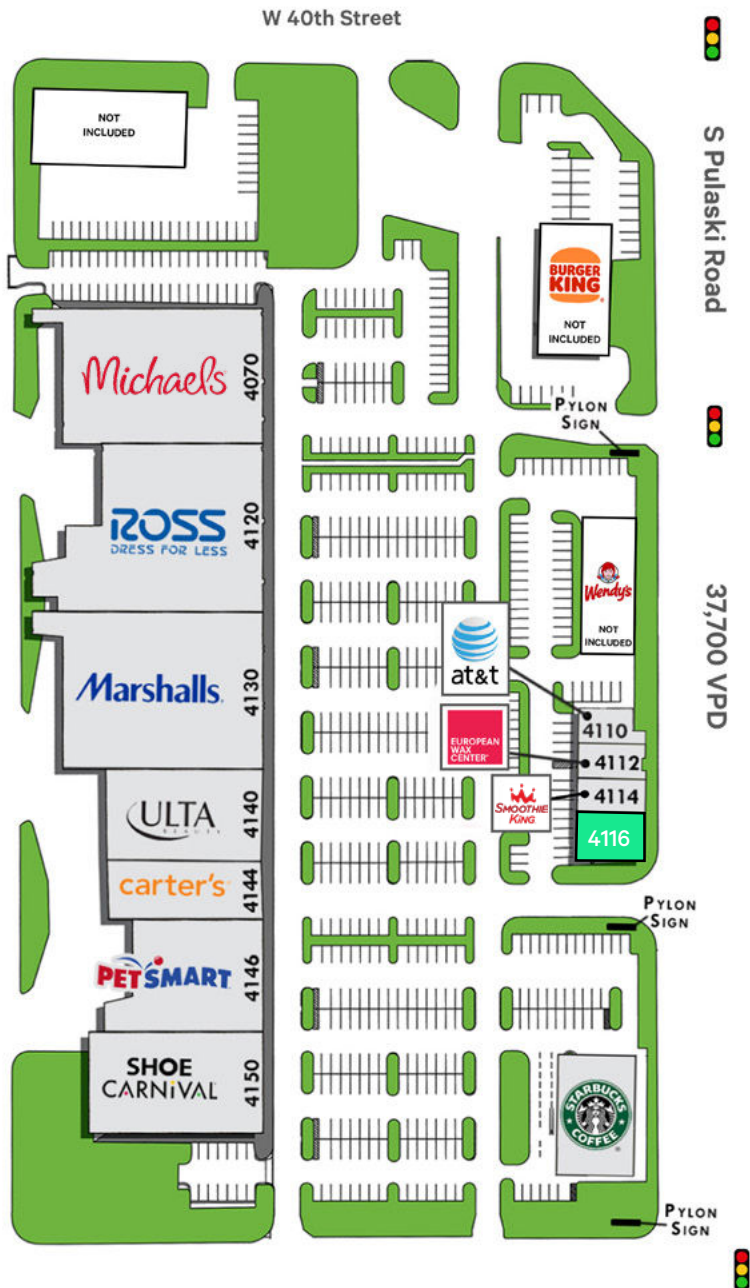 W 40th Street
S Pulaski Road
37,700 VPD
NOT
INCLUDED
BURGER
KING
NOT
INCLUDED
PYLON
SIGN
Michaels
4070
ROSS
DRESS FOR LESS
4120
Marshalls.
4130
ULTA
BEAUTY
4140
carter's
4144
PETSMART
4146
SHOE
CARNIVAL
4150
Wendy's
NOT
INCLUDED
at&t
4110
EUROPEAN
WAX
CENTER
4112
SMOOTHIE
KING
4114
4116
PYLON
SIGN
STARBUCKS
COFFEE
PYLON
SIGN